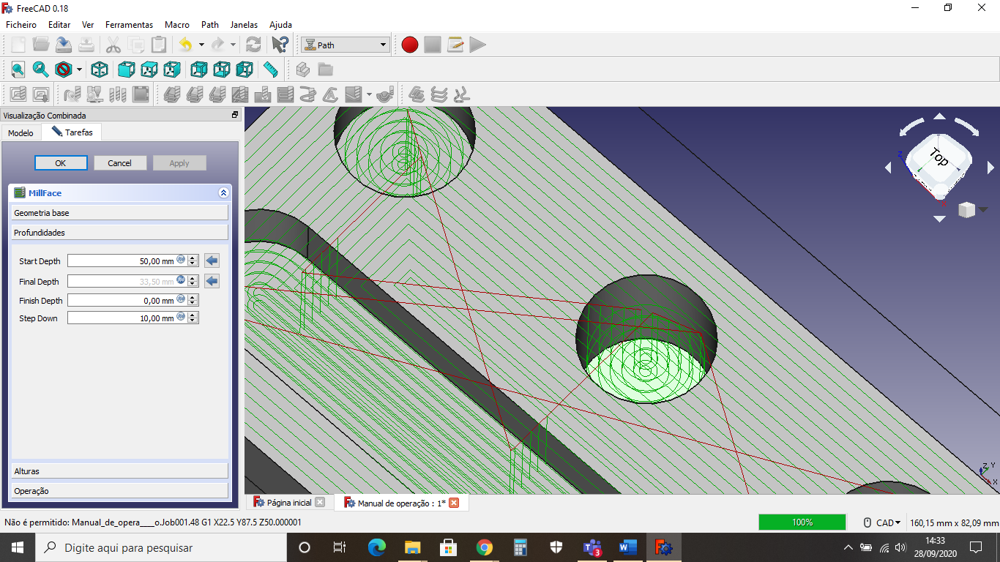 FreeCAD 0.18
Ficheiro Editar Ver Ferramentas Macro Path Janelas Ajuda
Path
Visualização Combinada
Modelo Tarefas
OK Cancel Apply
MillFace
Geometria base
Profundidades
Start Depth 50,00 mm
Final Depth 33,50 mm
Finish Depth 0,00 mm
Step Down 10,00 mm
Alturas
Operação
Top
Z
Z Y
X
Página inicial Manual de operação : 1*
Não é permitido: Manual_de_opera____o.Job001.48 G1 X22.5 Y87.5 Z50.000001 100% CAD 160,15 mm x 82,09 mm
Digite aqui para pesquisar
3
14:33
28/09/2020